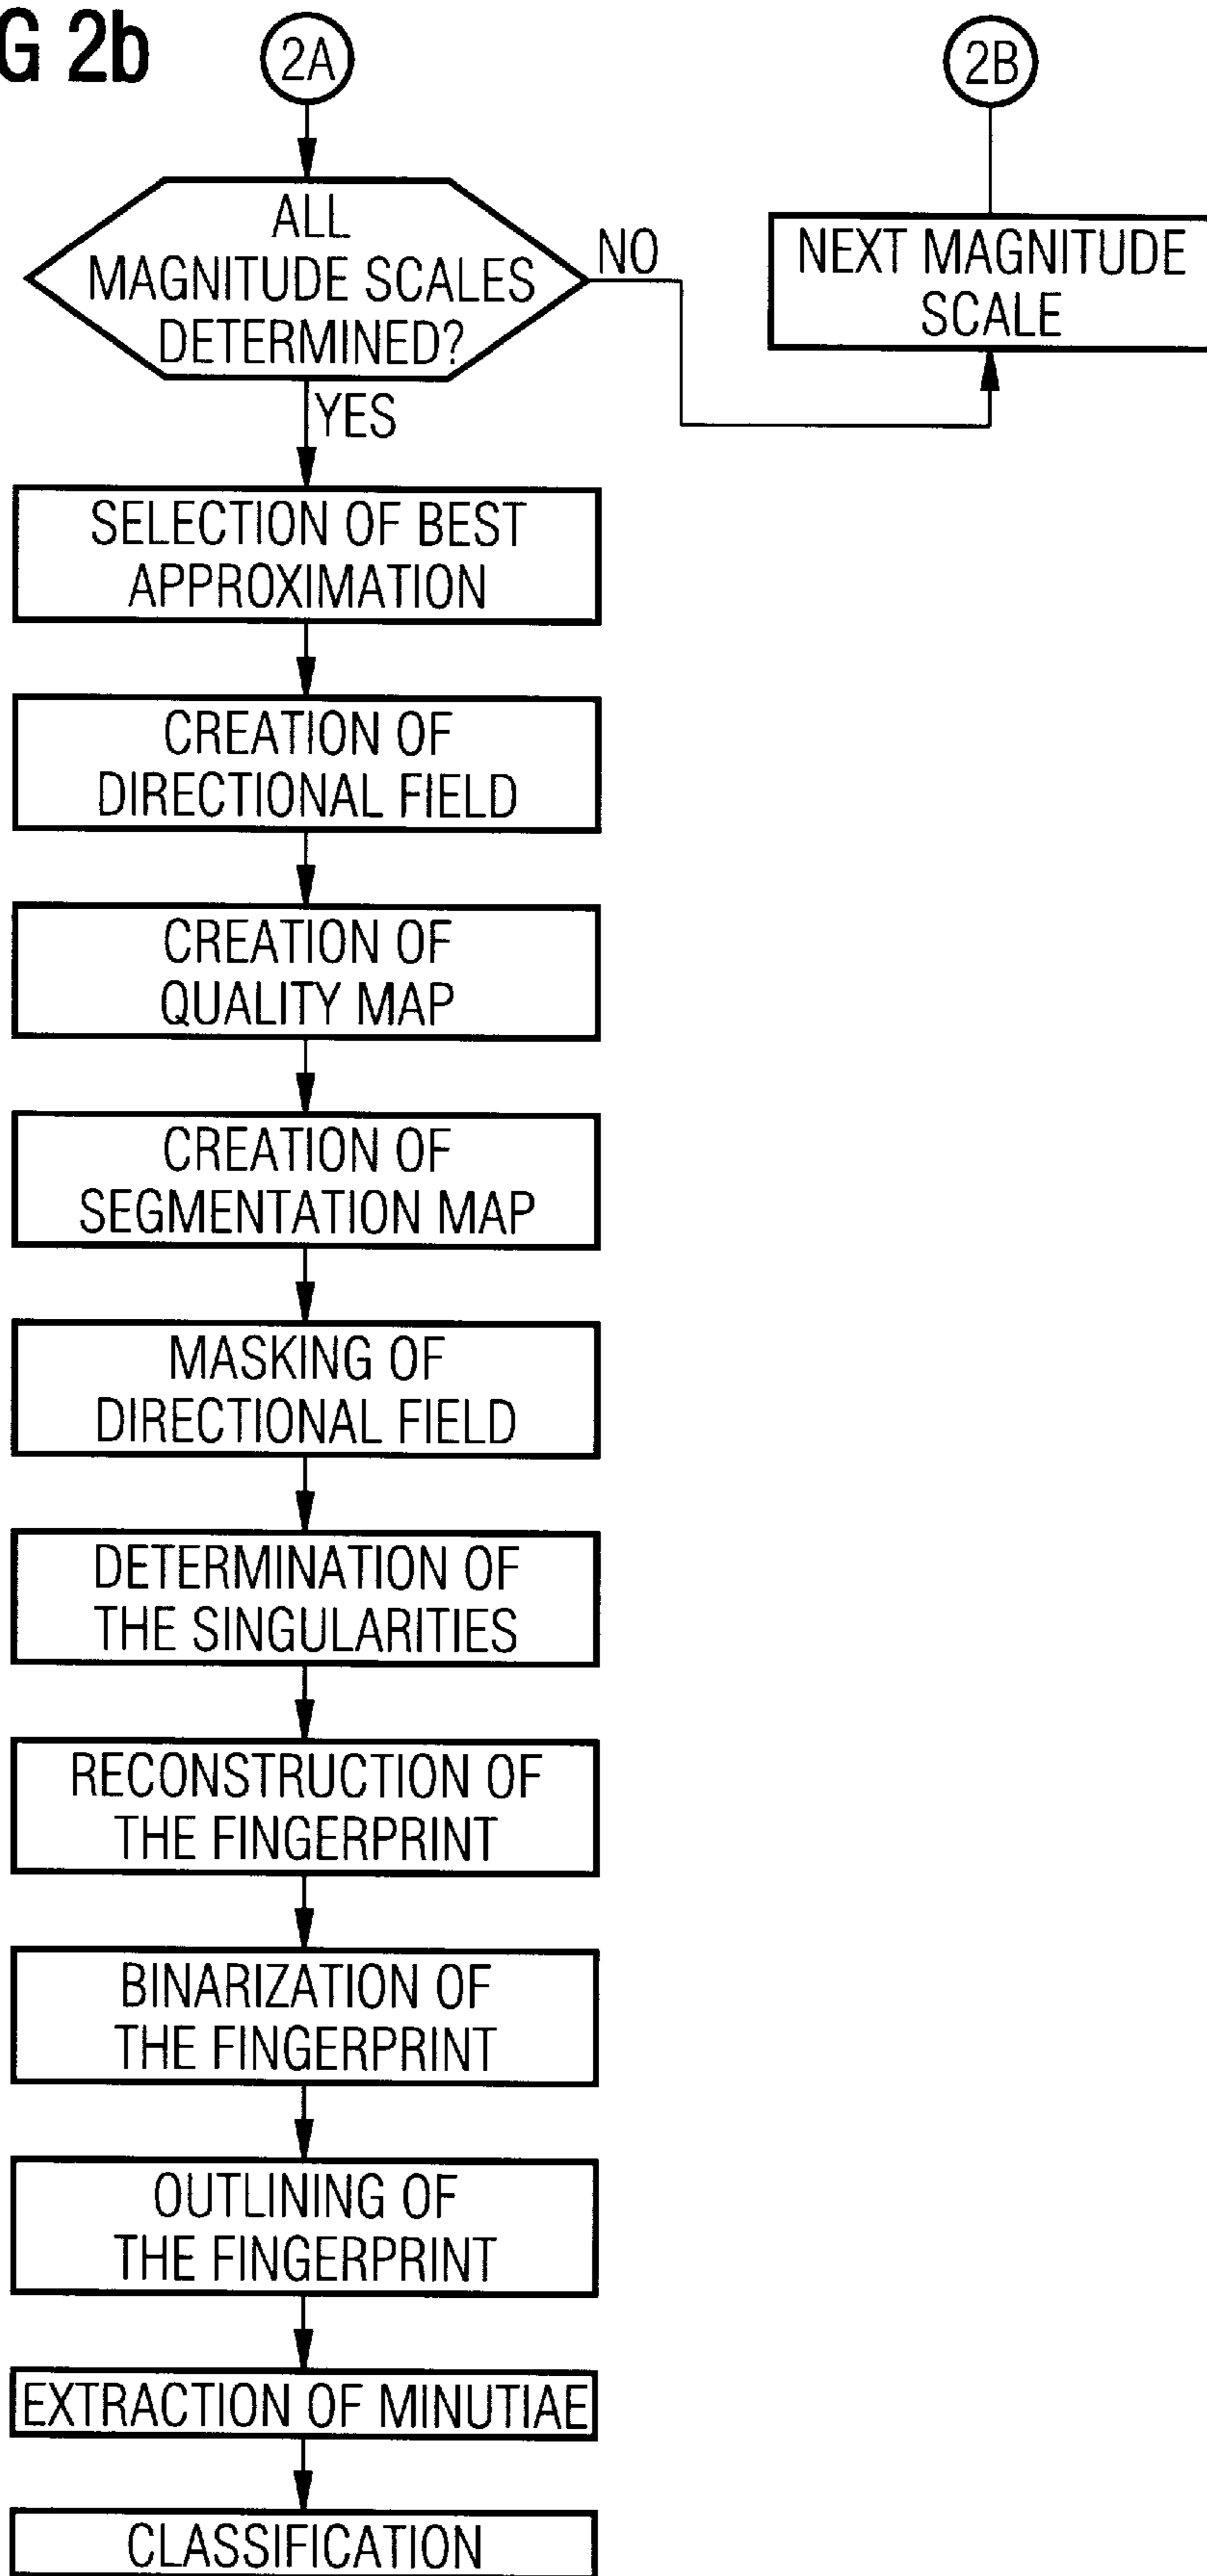 G 2b
2A
2B
ALL
MAGNITUDE SCALES
DETERMINED?
NO
NEXT MAGNITUDE
SCALE
YES
SELECTION OF BEST
APPROXIMATION
CREATION OF
DIRECTIONAL FIELD
CREATION OF
QUALITY MAP
CREATION OF
SEGMENTATION MAP
MASKING OF
DIRECTIONAL FIELD
DETERMINATION OF
THE SINGULARITIES
RECONSTRUCTION OF
THE FINGERPRINT
BINARIZATION OF
THE FINGERPRINT
OUTLINING OF
THE FINGERPRINT
EXTRACTION OF MINUTIAE
CLASSIFICATION